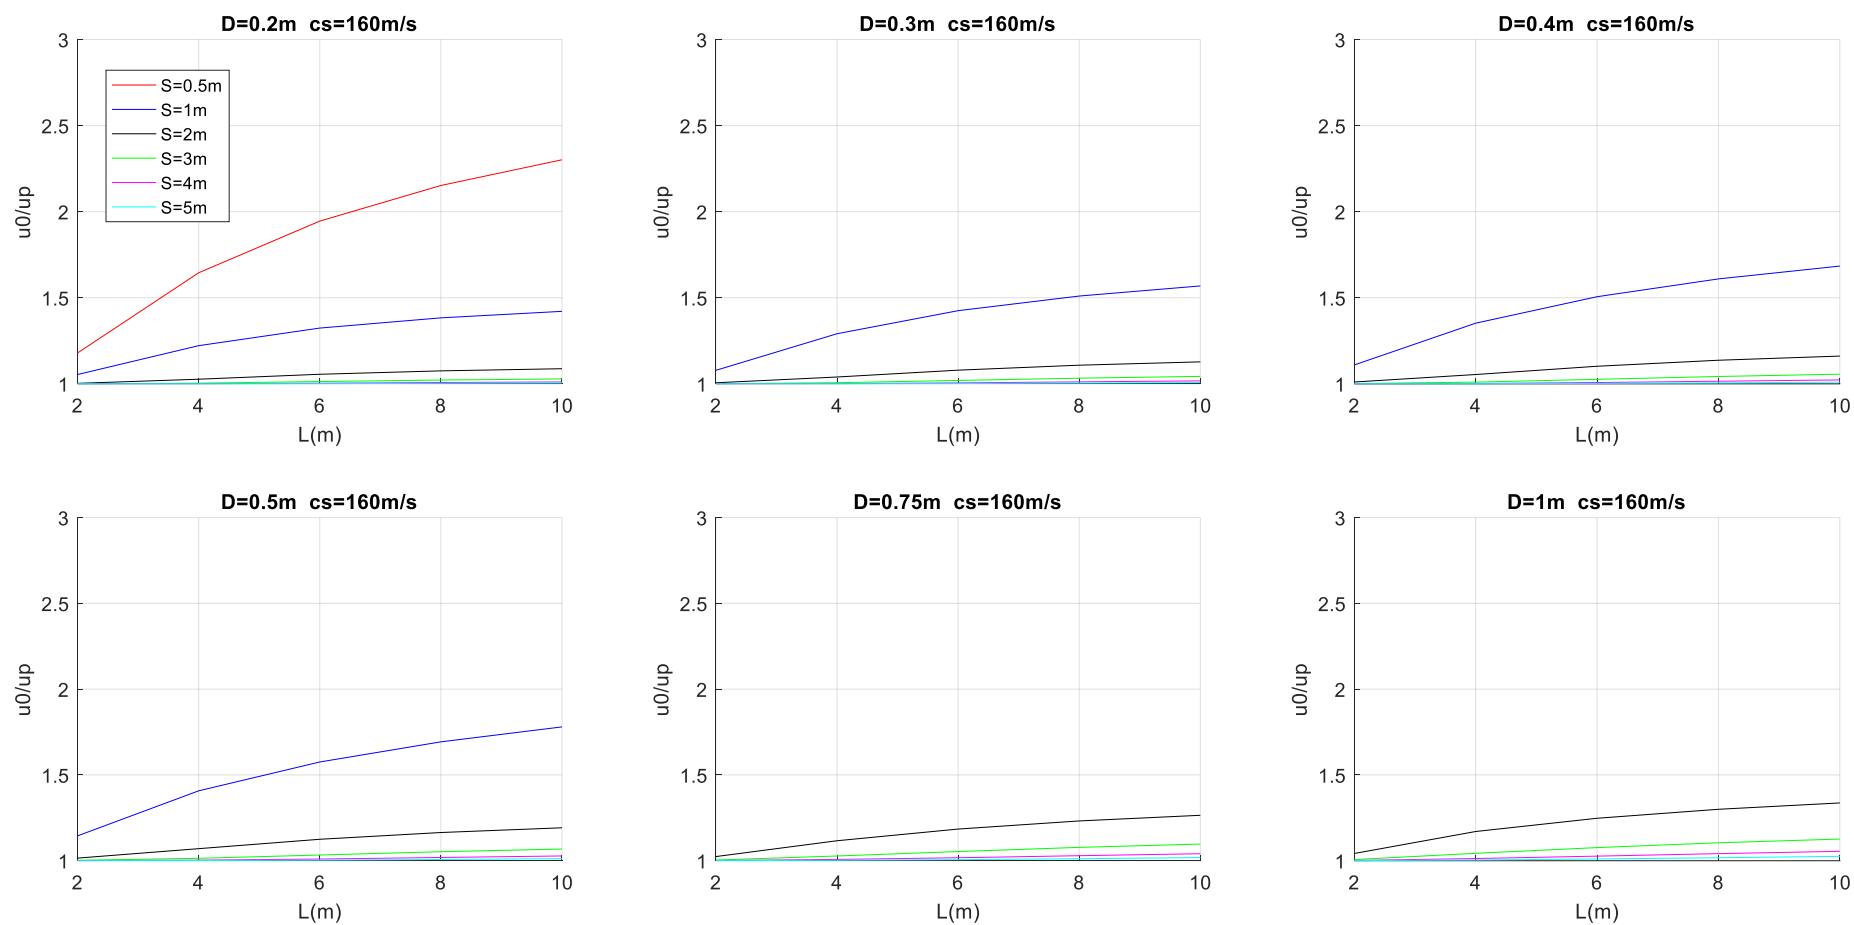 D=0.2m cs=160m/s
3
2.5
2
1.5
1
u0/up
S=0.5m
S=1m
S=2m
S=3m
S=4m
S=5m
2 4 6 8 10
L(m)
D=0.3m cs=160m/s
3
2.5
2
1.5
1
u0/up
2 4 6 8 10
L(m)
D=0.4m cs=160m/s
3
2.5
2
1.5
1
u0/up
2 4 6 8 10
L(m)
D=0.5m cs=160m/s
3
2.5
2
1.5
1
u0/up
2 4 6 8 10
L(m)
D=0.75m cs=160m/s
3
2.5
2
1.5
1
u0/up
2 4 6 8 10
L(m)
D=1m cs=160m/s
3
2.5
2
1.5
1
u0/up
2 4 6 8 10
L(m)